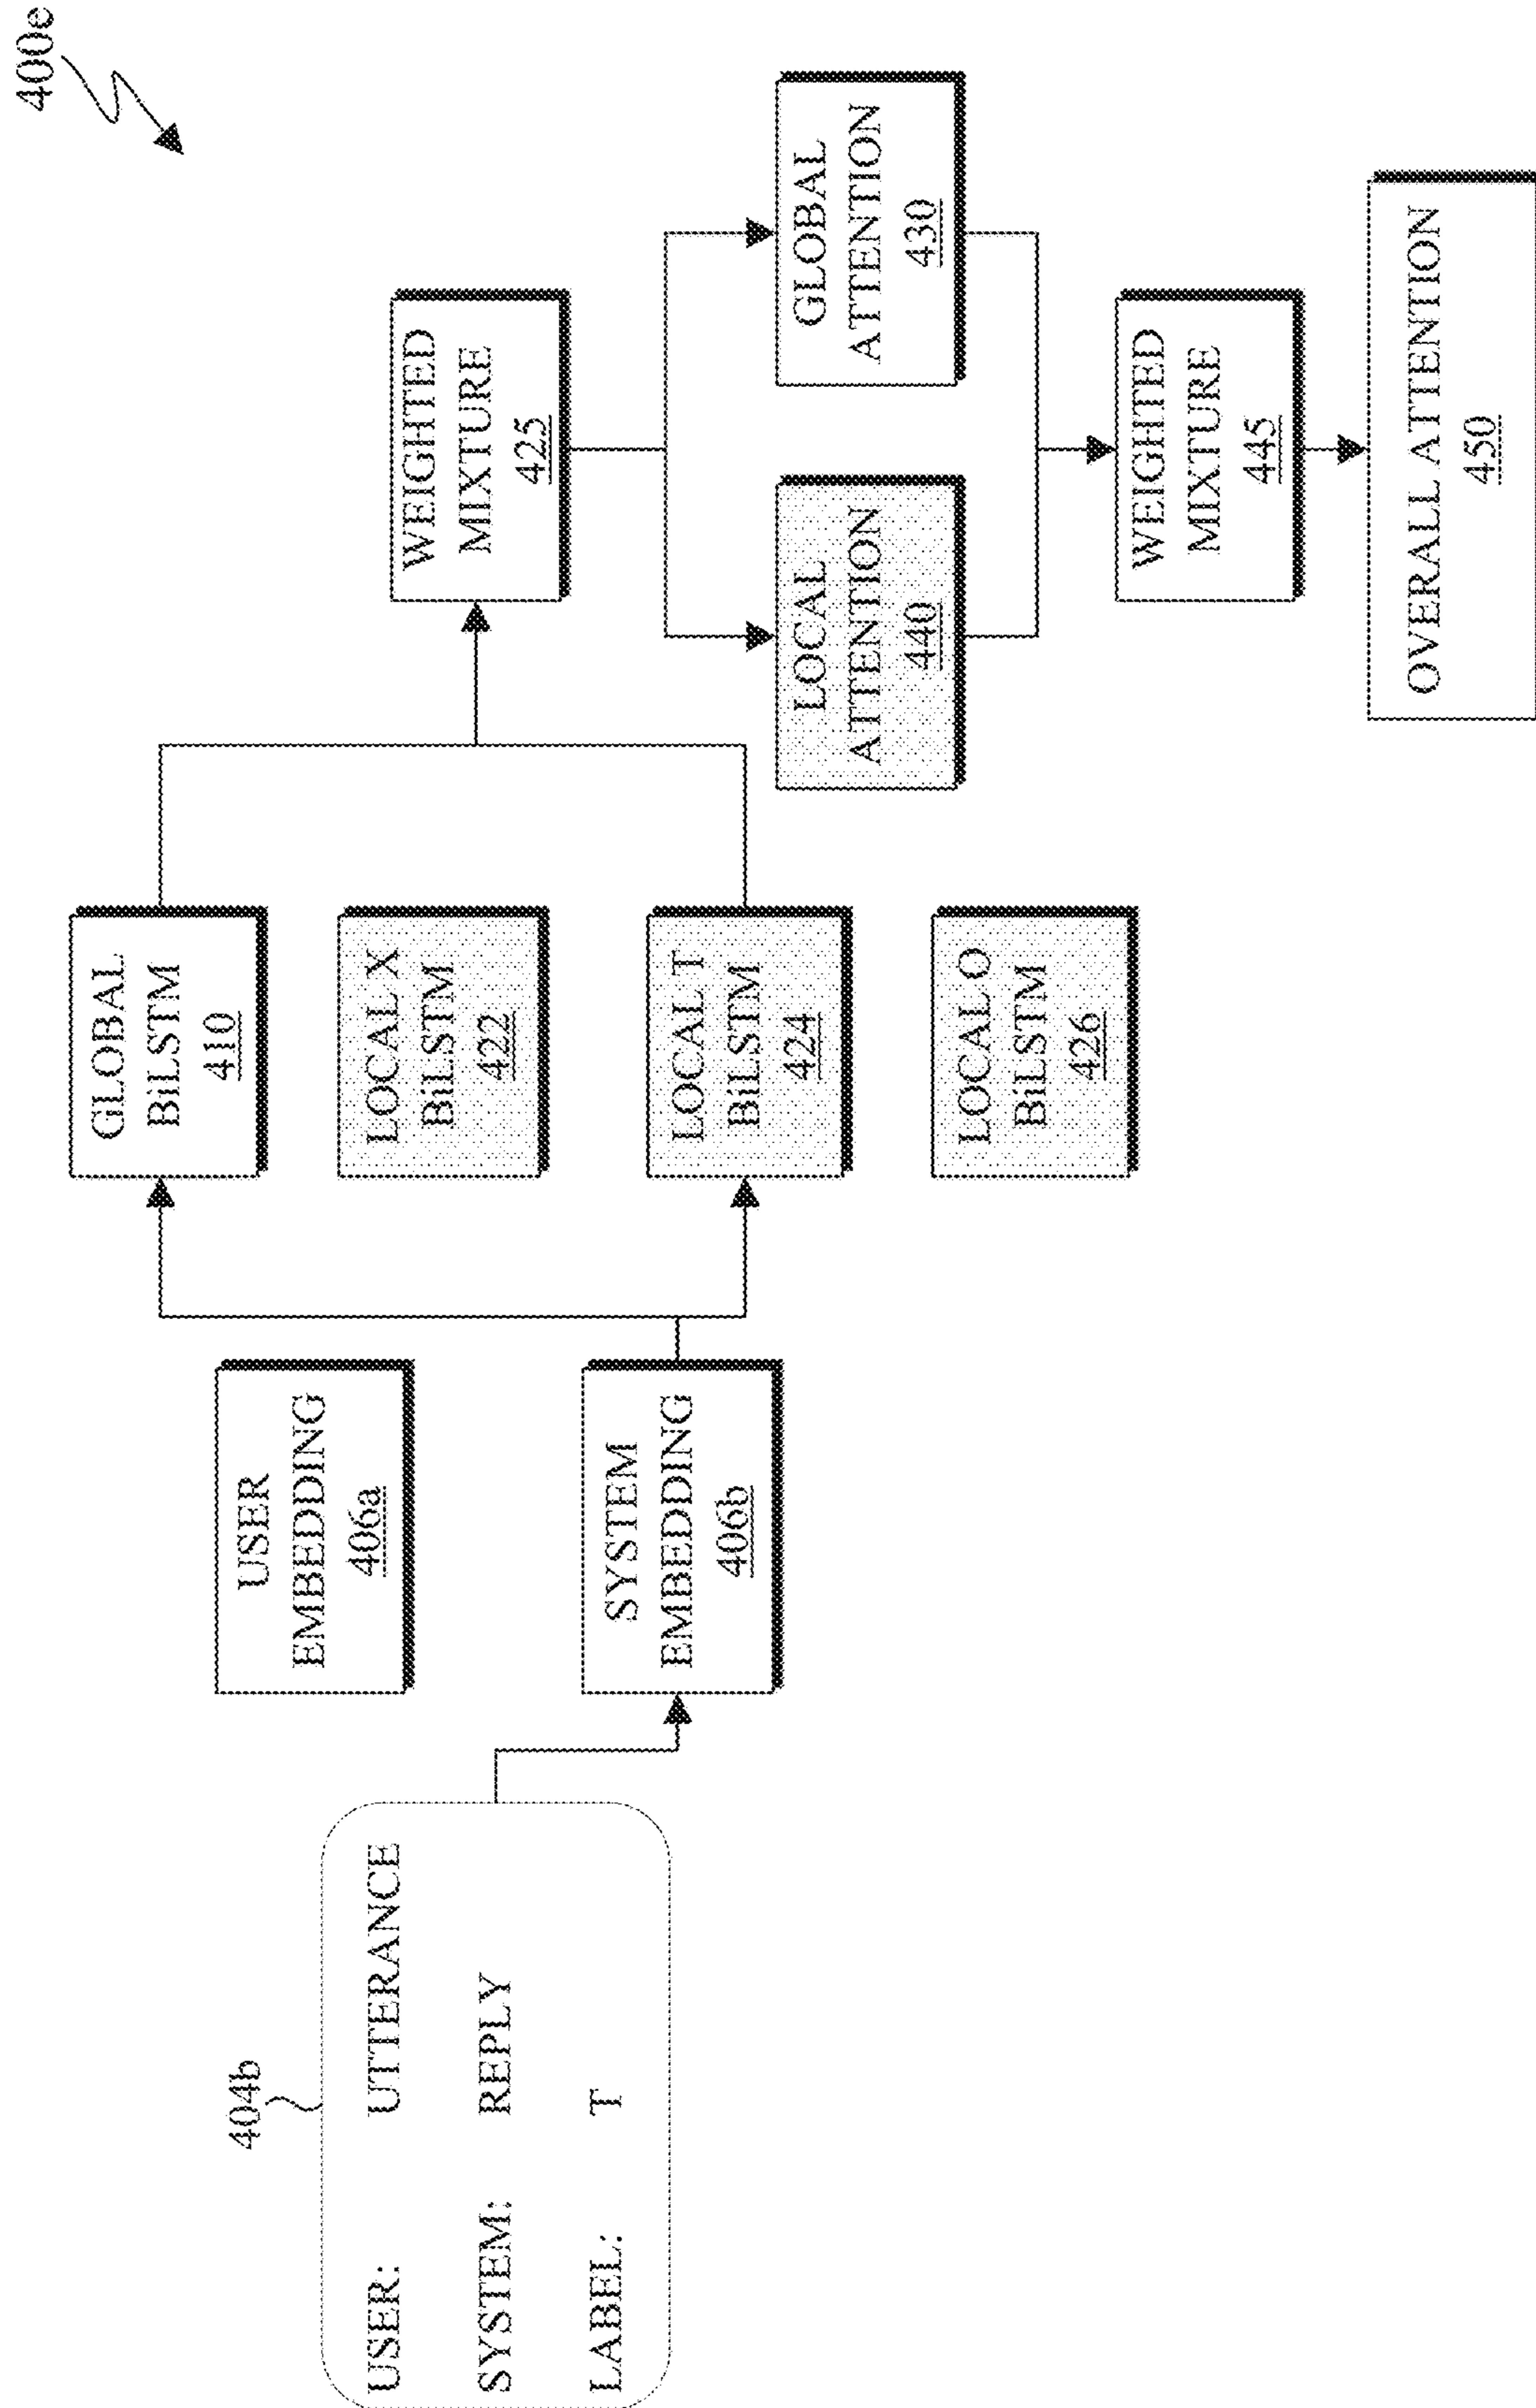 400e
404b
USER: UTTERANCE
SYSTEM: REPLY
LABEL: T
USER
EMBEDDING
406a
SYSTEM
EMBEDDING
406b
GLOBAL
BiLSTM
410
LOCAL X
BiLSTM
422
LOCAL T
BiLSTM
424
LOCAL O
BiLSTM
426
WEIGHTED
MIXTURE
425
LOCAL
ATTENTION
440
GLOBAL
ATTENTION
430
WEIGHTED
MIXTURE
445
OVERALL ATTENTION
450